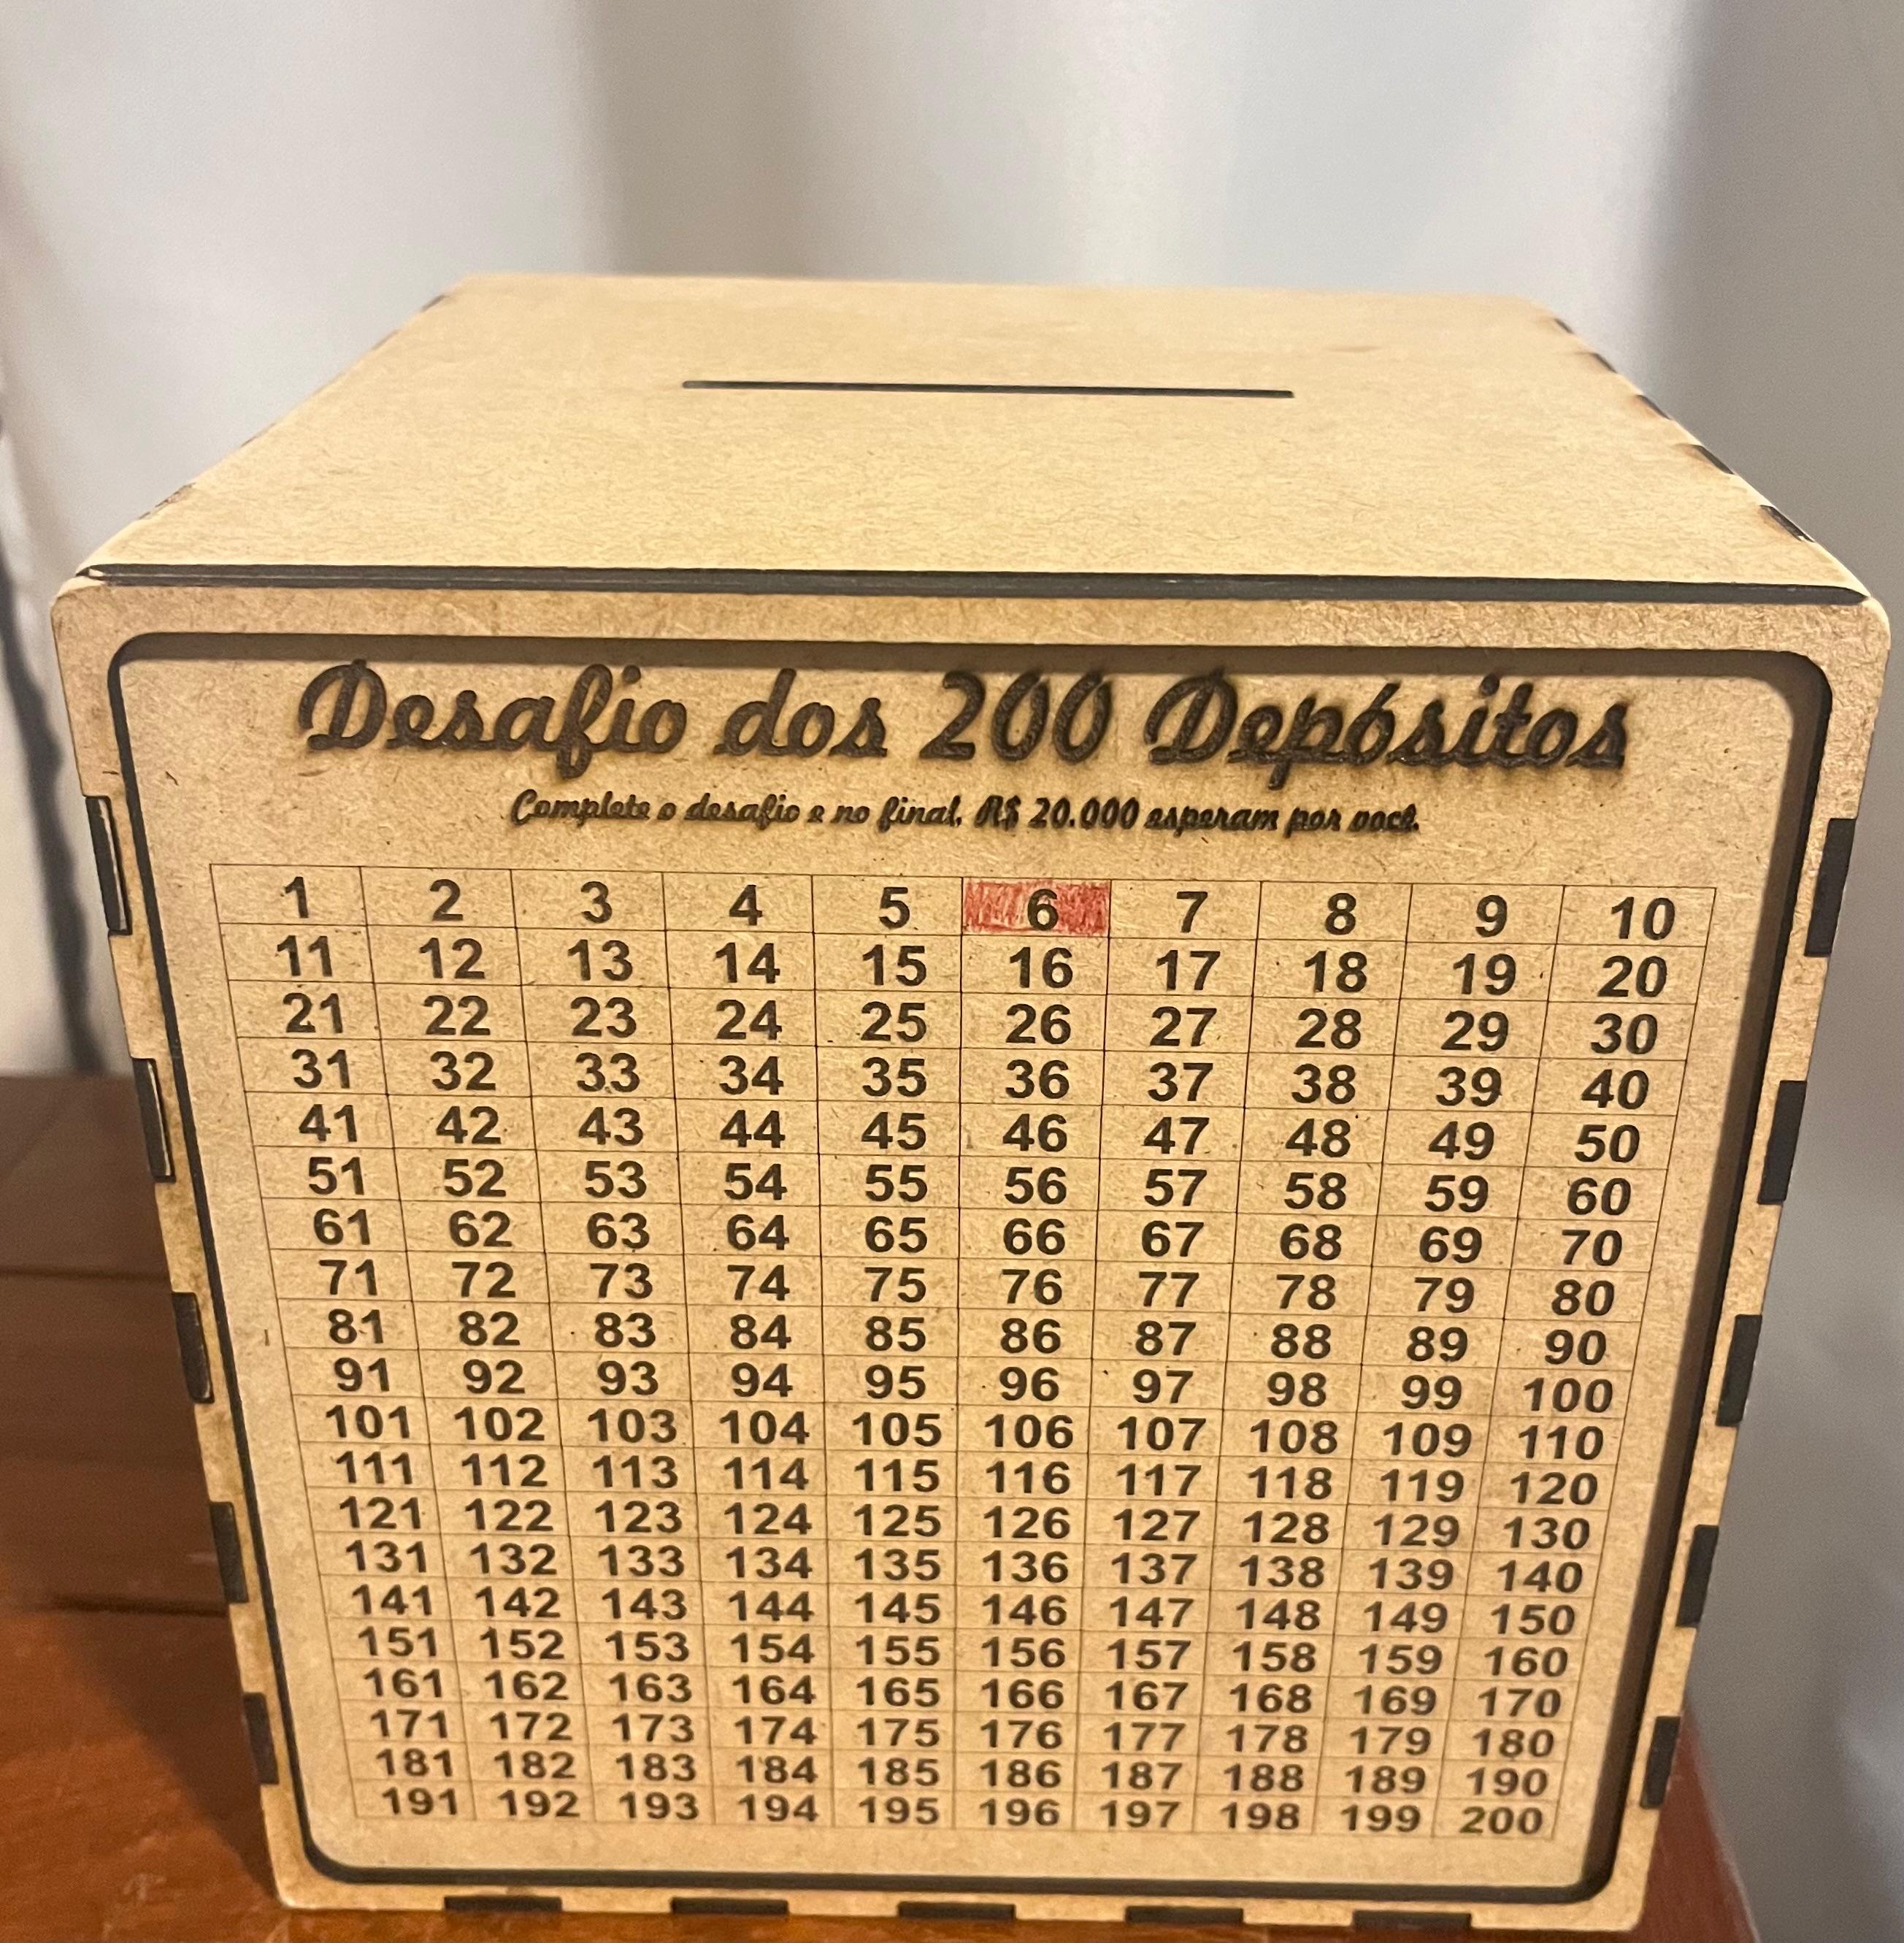 Desafio dos 200 Depósitos
Complete o desafio e no final, R$ 20.000 esperam por você.
1 2 3 4 5 6 7 8 9 10
11 12 13 14 15 16 17 18 19 20
21 22 23 24 25 26 27 28 29 30
31 32 33 34 35 36 37 38 39 40
41 42 43 44 45 46 47 48 49 50
51 52 53 54 55 56 57 58 59 60
61 62 63 64 65 66 67 68 69 70
71 72 73 74 75 76 77 78 79 80
81 82 83 84 85 86 87 88 89 90
91 92 93 94 95 96 97 98 99 100
101 102 103 104 105 106 107 108 109 110
111 112 113 114 115 116 117 118 119 120
121 122 123 124 125 126 127 128 129 130
131 132 133 134 135 136 137 138 139 140
141 142 143 144 145 146 147 148 149 150
151 152 153 154 155 156 157 158 159 160
161 162 163 164 165 166 167 168 169 170
171 172 173 174 175 176 177 178 179 180
181 182 183 184 185 186 187 188 189 190
191 192 193 194 195 196 197 198 199 200